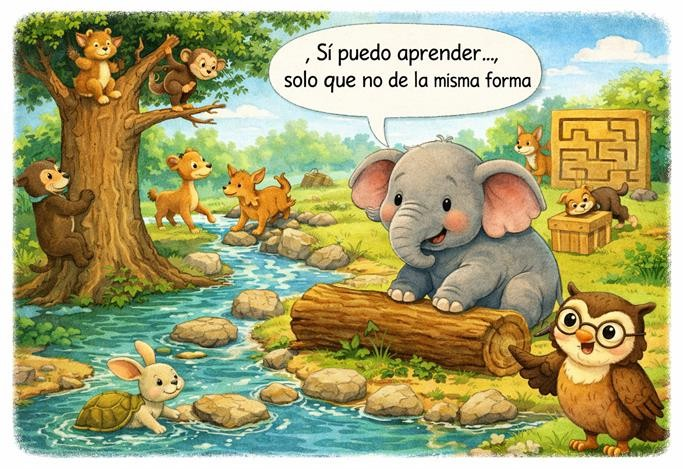 , Sí puedo aprender...,
solo que no de la misma forma